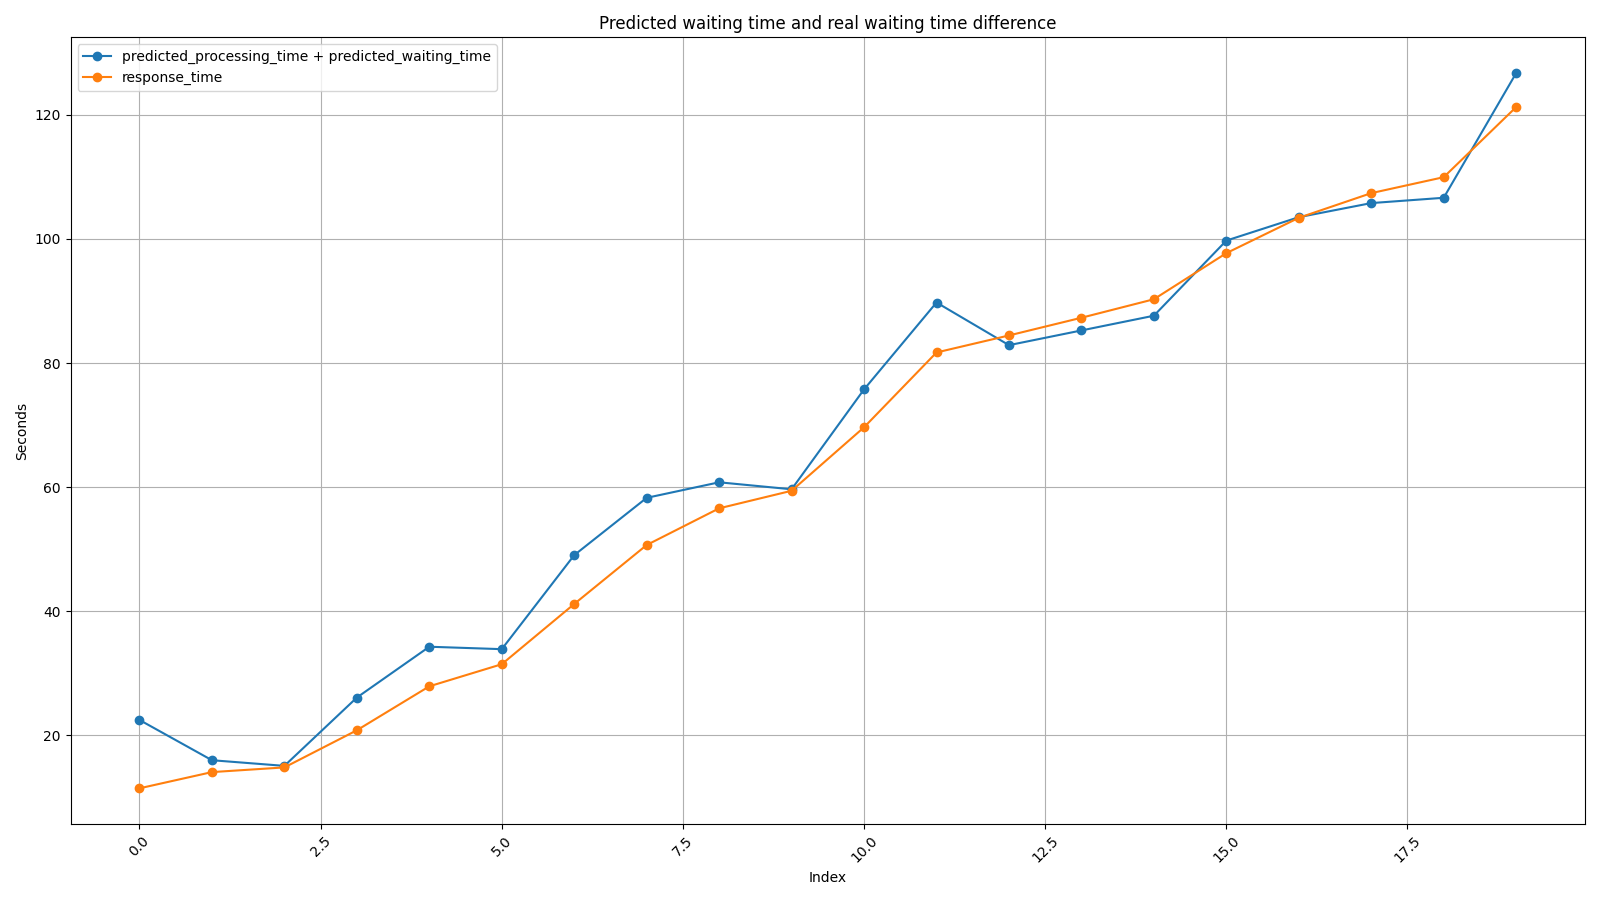 Predicted waiting time and real waiting time difference
predicted_processing_time + predicted_waiting_time
response_time
120
100
80
60
40
20
Seconds
0.0
2.5
5.0
7.5
10.0
12.5
15.0
17.5
Index